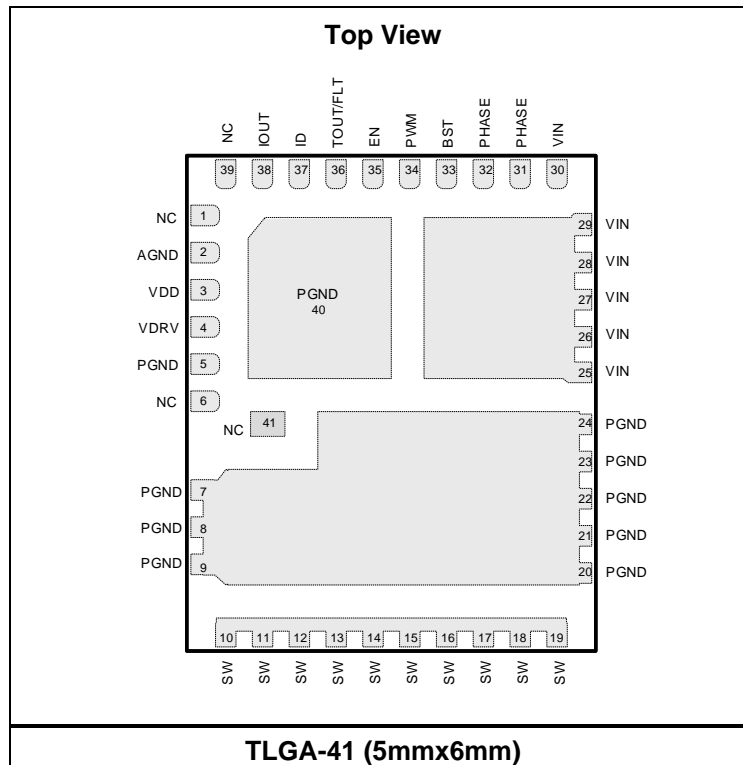 Top View
NC
IOUT
ID
TOUT/FLT
EN
PWM
BST
PHASE
PHASE
VIN
39 38 37 36 35 34 33 32 31 30
NC 1
AGND 2
VDD 3
VDRV 4
PGND 5
NC 6
PGND
40
29 VIN
28 VIN
27 VIN
26 VIN
25 VIN
NC 41
24 PGND
23 PGND
22 PGND
21 PGND
20 PGND
PGND 7
PGND 8
PGND 9
10 11 12 13 14 15 16 17 18 19
SW
SW
SW
SW
SW
SW
SW
SW
SW
SW
TLGA-41 (5mmx6mm)